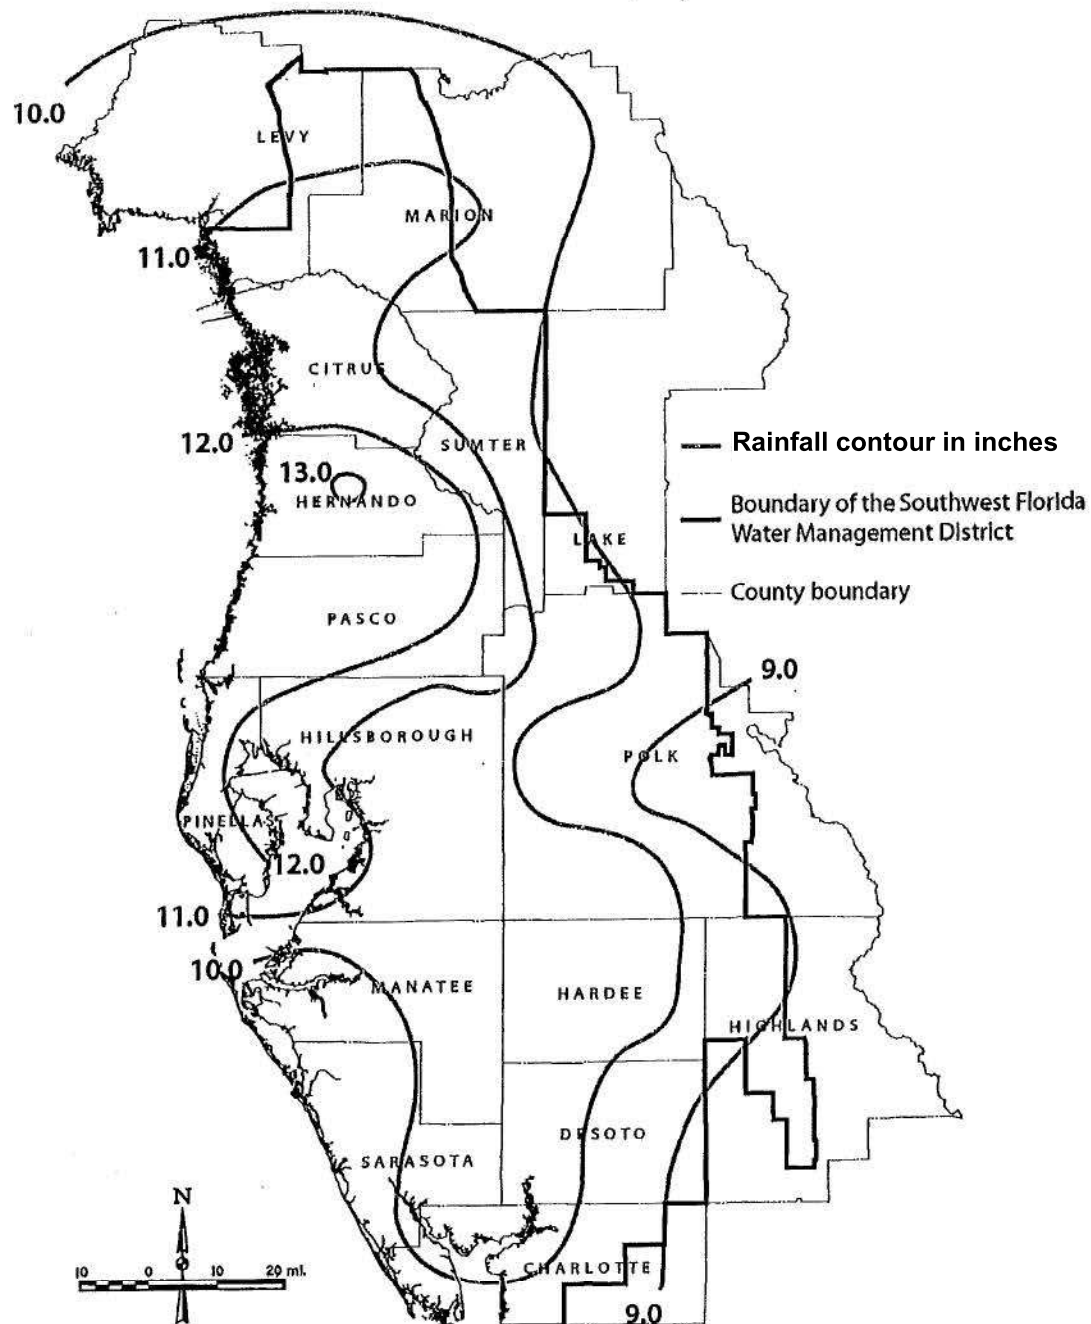 10.0
LEVY
MARION
11.0
CITRUS
12.0
SUMTER
Rainfall contour in inches
13.0
HERNANDO
Boundary of the Southwest Florida
Water Management District
LAKE
County boundary
PASCO
9.0
HILLSBOROUGH
POLK
PINELLAS
12.0
11.0
10.0
MANATEE
HARDEE
HIGHLANDS
DESOTO
SARASOTA
N
CHARLOTTE
10 0 10 20 mi.
9.0